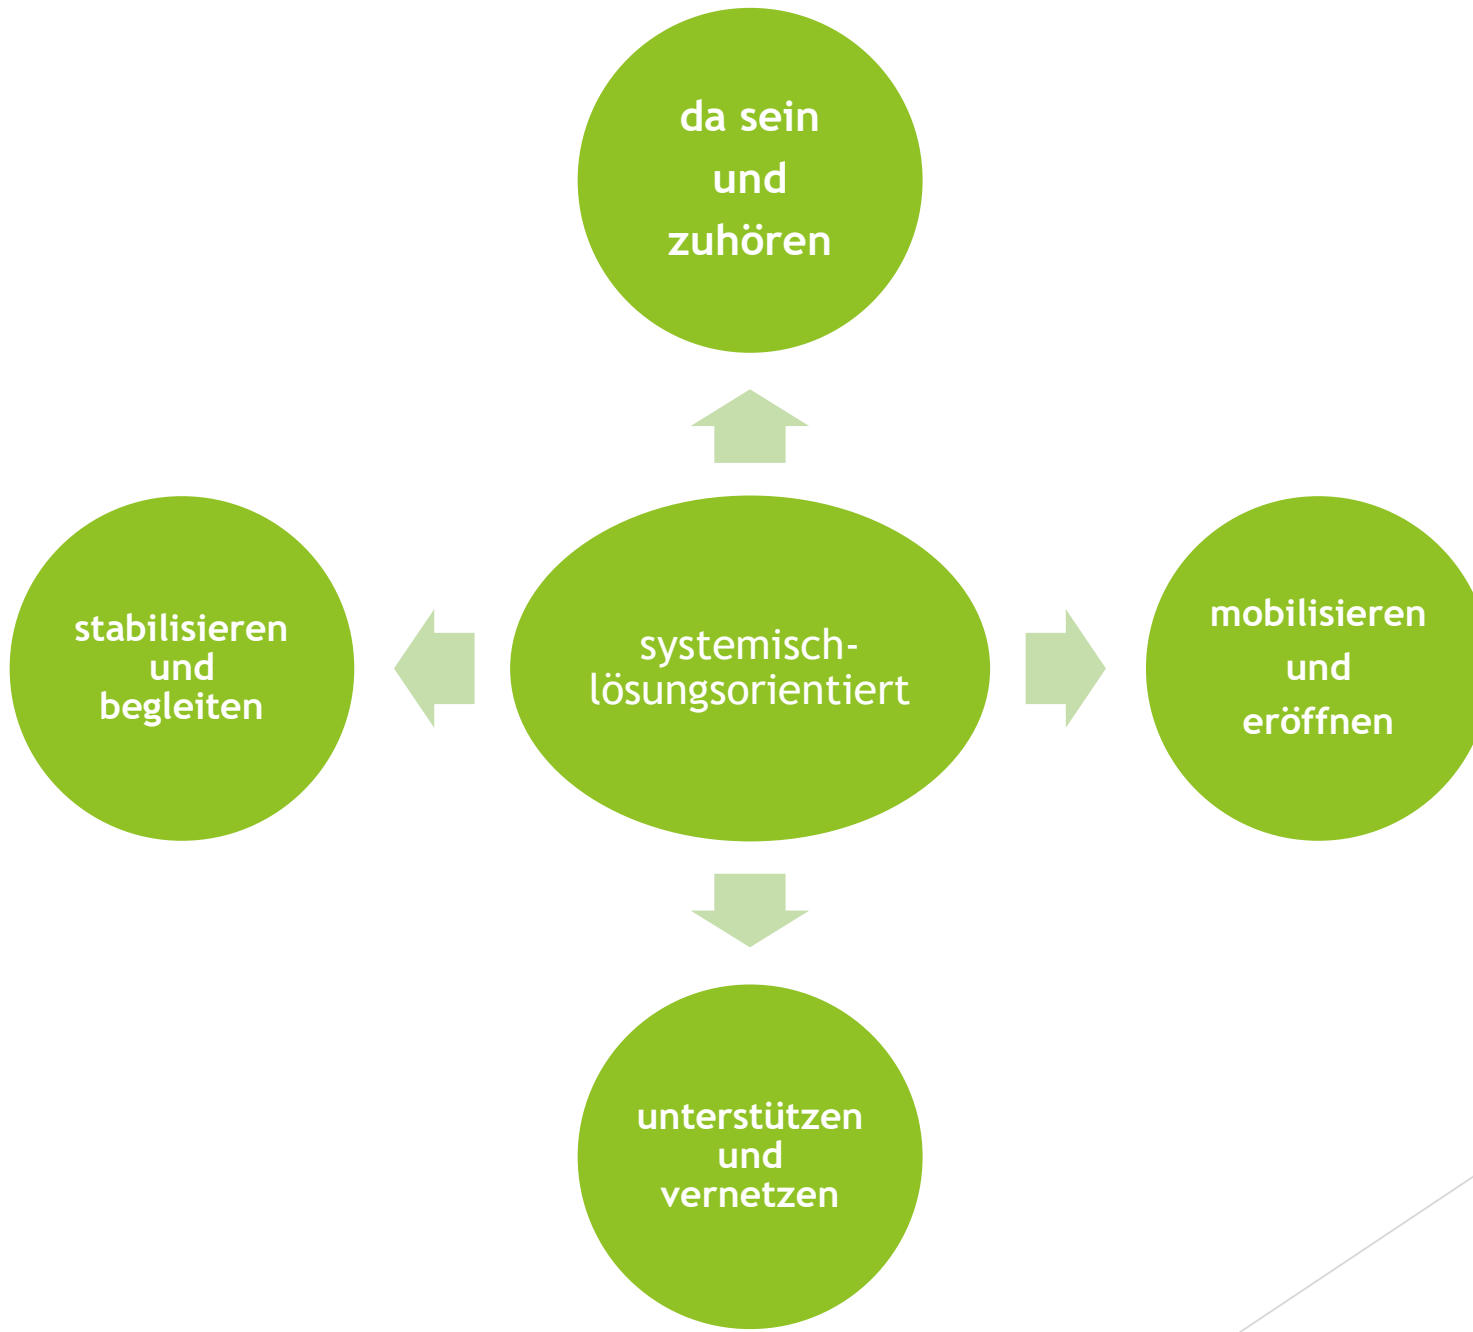 da sein
und
zuhören
stabilisieren
und
begleiten
systemisch-
lösungsorientiert
mobilisieren
und
eröffnen
unterstützen
und
vernetzen